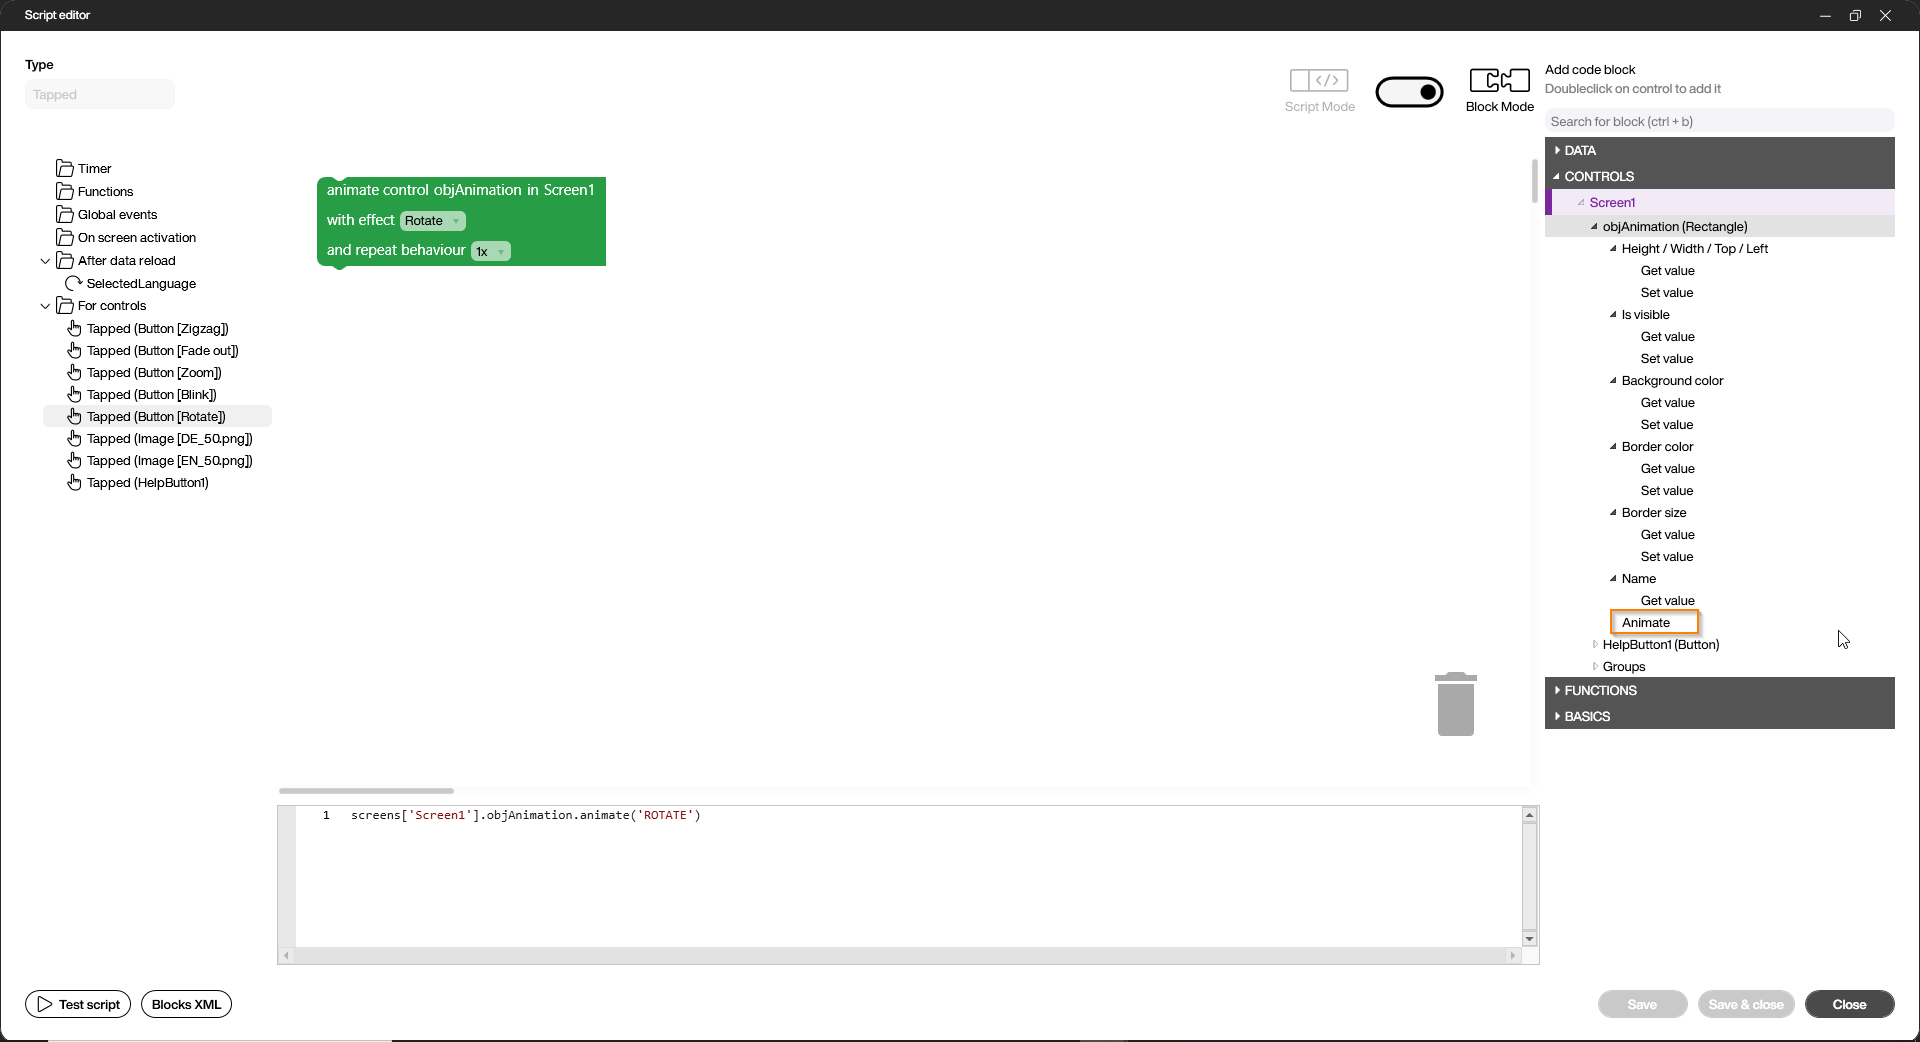 Script editor
Type
Tapped
Script Mode
Block Mode
Add code block
Doubleclick on control to add it
Search for block (ctrl + b)
Timer
Functions
Global events
On screen activation
After data reload
SelectedLanguage
For controls
Tapped (Button [Zigzag])
Tapped (Button [Fade out])
Tapped (Button [Zoom])
Tapped (Button [Blink])
Tapped (Button [Rotate])
Tapped (Image [DE_50.png])
Tapped (Image [EN_50.png])
Tapped (HelpButton1)
animate control objAnimation in Screen1
with effect Rotate
and repeat behaviour 1x
DATA
CONTROLS
Screen1
objAnimation (Rectangle)
Height / Width / Top / Left
Get value
Set value
Is visible
Get value
Set value
Background color
Get value
Set value
Border color
Get value
Set value
Border size
Get value
Set value
Name
Get value
Animate
HelpButton1 (Button)
Groups
FUNCTIONS
BASICS
1 screens['Screen1'].objAnimation.animate('ROTATE')
Test script
Blocks XML
Save
Save & close
Close